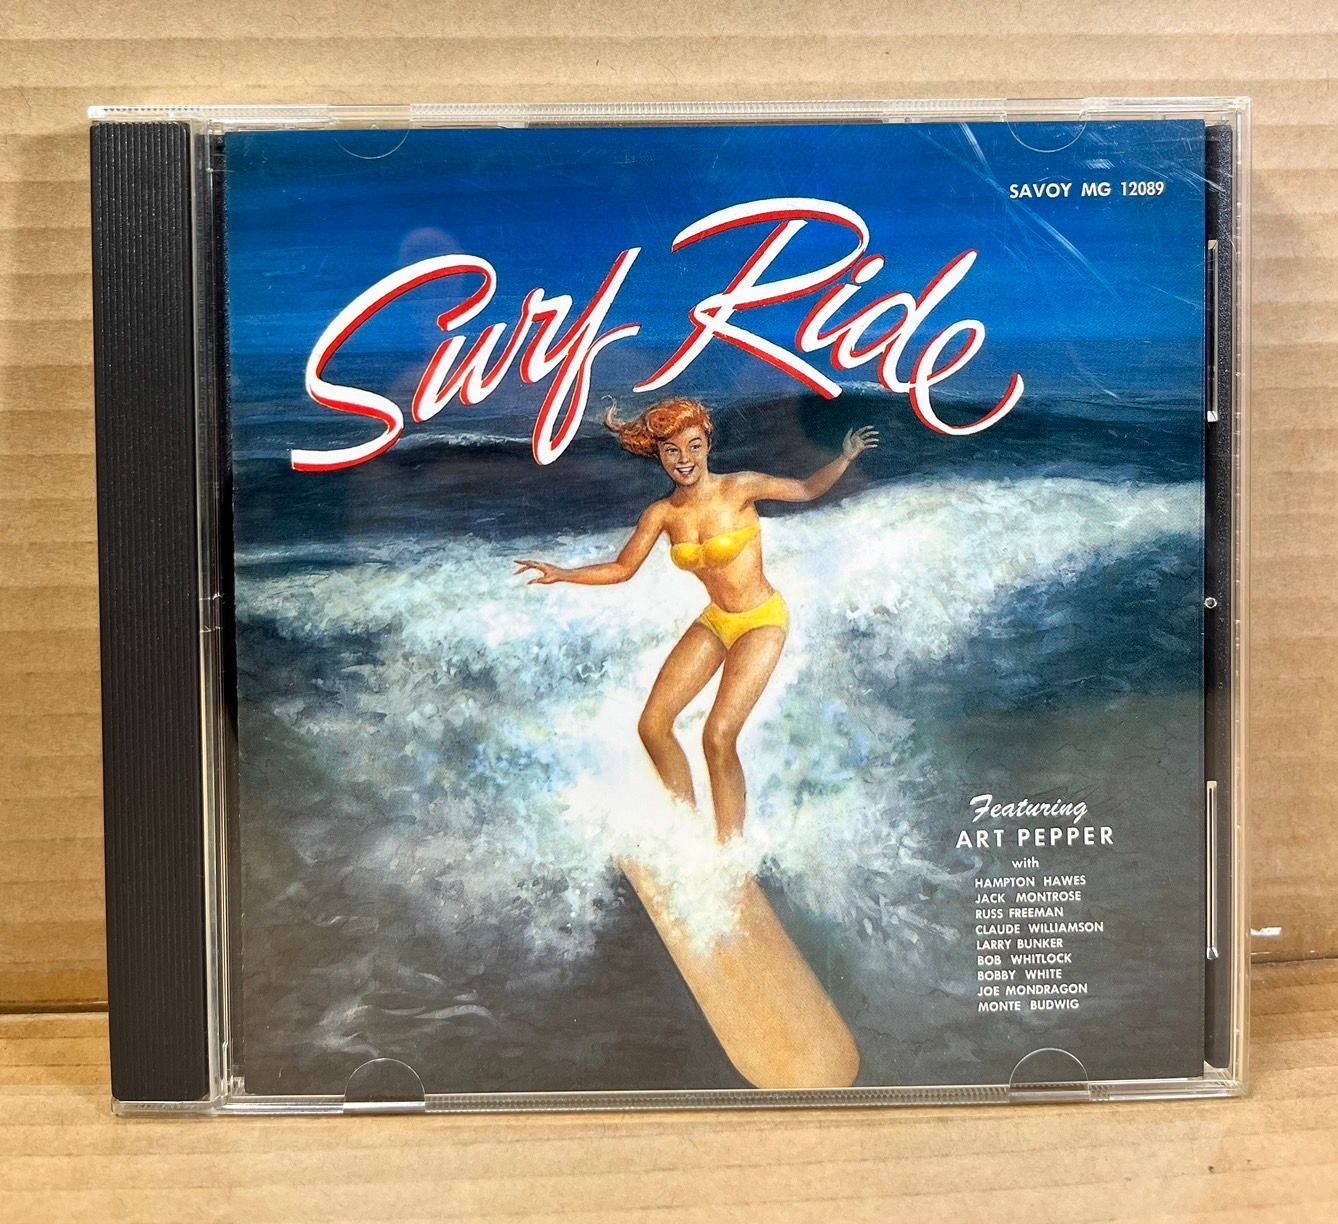 SAVOY MG 12089
Surf Ride
Featuring
ART PEPPER
with
HAMPTON HAWES
JACK MONTROSE
RUSS FREEMAN
CLAUDE WILLIAMSON
LARRY BUNKER
BOB WHITLOCK
BOBBY WHITE
JOE MONDRAGON
MONTE BUDWIG